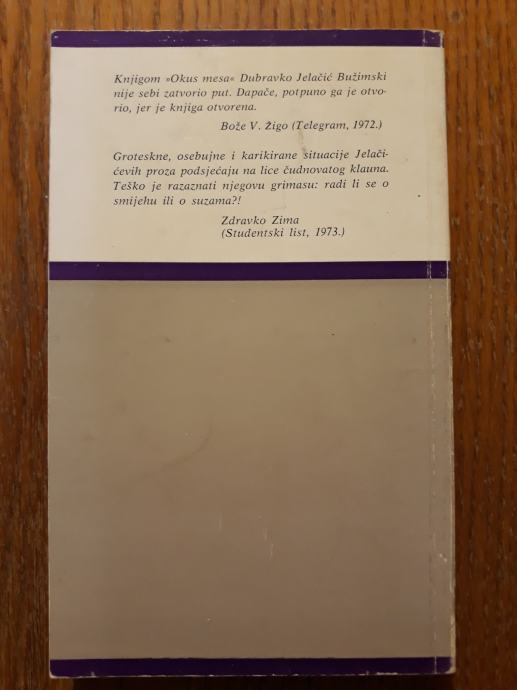 Knjigom »Okus mesa« Dubravko Jelačić Bužimski
nije sebi zatvorio put. Dapače, potpuno ga je otvo-
rio, jer je knjiga otvorena.
Bože V. Žigo (Telegram, 1972.)
Groteskne, osebujne i karikirane situacije Jelači-
ćevih proza podsjećaju na lice čudnovatog klauna.
Teško je razaznati njegovu grimasu: radi li se o
smijehu ili o suzama?!
Zdravko Zima
(Studentski list, 1973.)